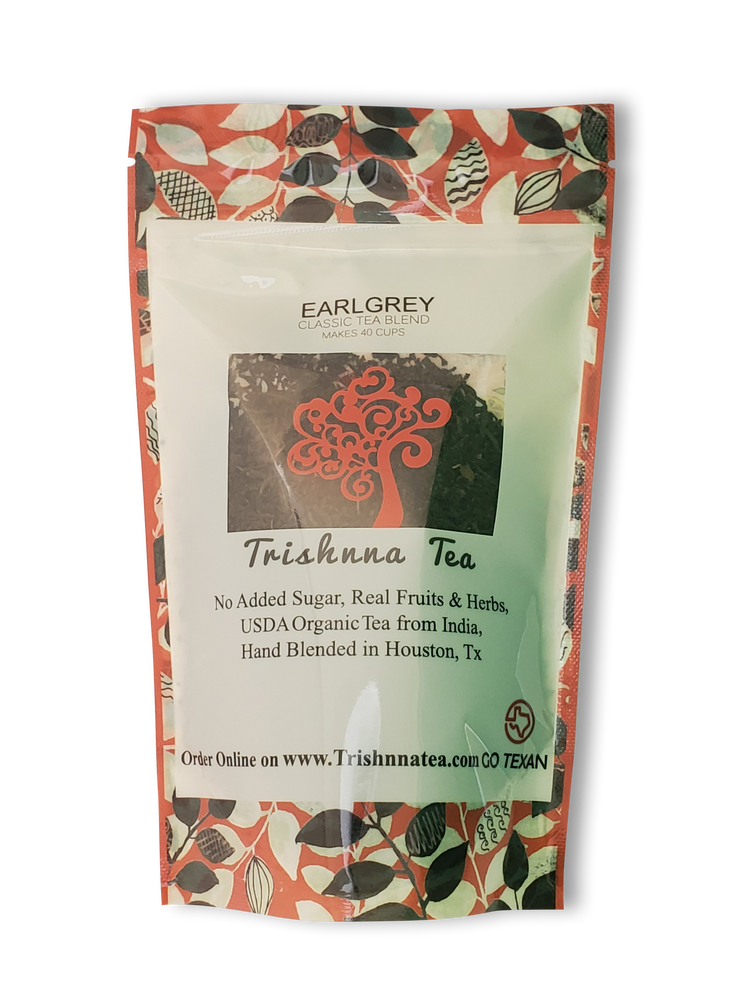 EARLGREY
CLASSIC TEA BLEND
MAKES 40 CUPS
Trishnna Tea
No Added Sugar, Real Fruits & Herbs,
USDA Organic Tea from India,
Hand Blended in Houston, Tx
Order Online on www.Trishnnatea.com GO TEXAN